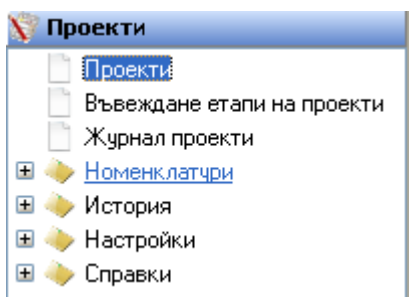 Проекти
Проекти
Въвеждане етапи на проекти
Журнал проекти
Номенклатури
История
Настройки
Справки